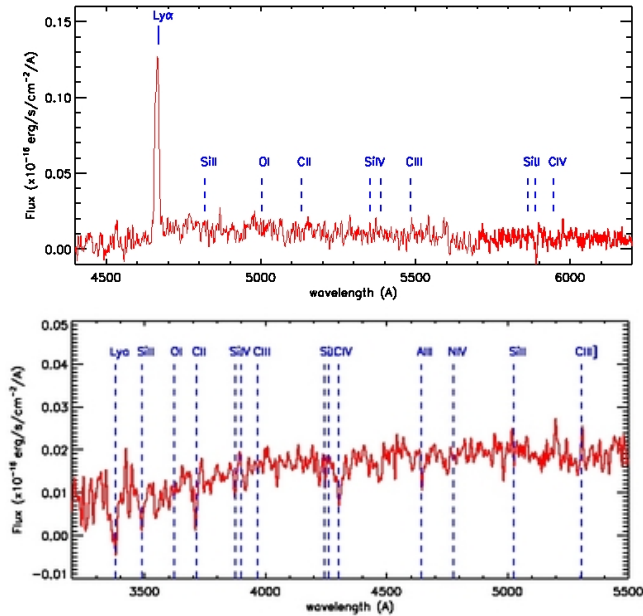 Lyα
0.15
0.10
0.05
0.00
Flux (x10⁻¹⁶ erg/s/cm⁻²/A)
SiII OI CII SiIV CIII SiII CIV
4500 5000 5500 6000
wavelength (A)
0.05
0.04
0.03
0.02
0.01
0.00
-0.01
Flux (x10⁻¹⁶ erg/s/cm⁻²/A)
Lyα SiII OI CII SiIV CIII CIV AlII NIV SiII CIII]
3500 4000 4500 5000 5500
wavelength (A)